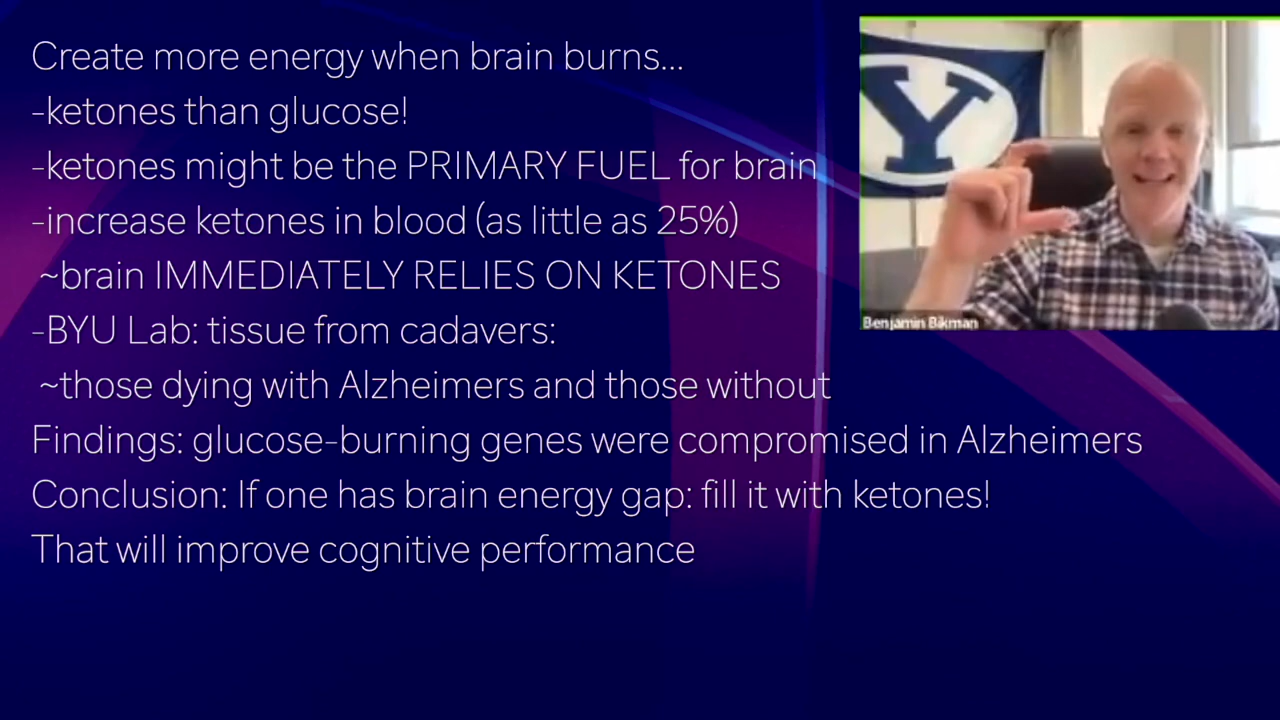 Create more energy when brain burns...
-ketones than glucose!
-ketones might be the PRIMARY FUEL for brain
-increase ketones in blood (as little as 25%)
~brain IMMEDIATELY RELIES ON KETONES
-BYU Lab: tissue from cadavers:
~those dying with Alzheimers and those without
Findings: glucose-burning genes were compromised in Alzheimers
Conclusion: If one has brain energy gap: fill it with ketones!
That will improve cognitive performance
Y
Benjamin Bikman